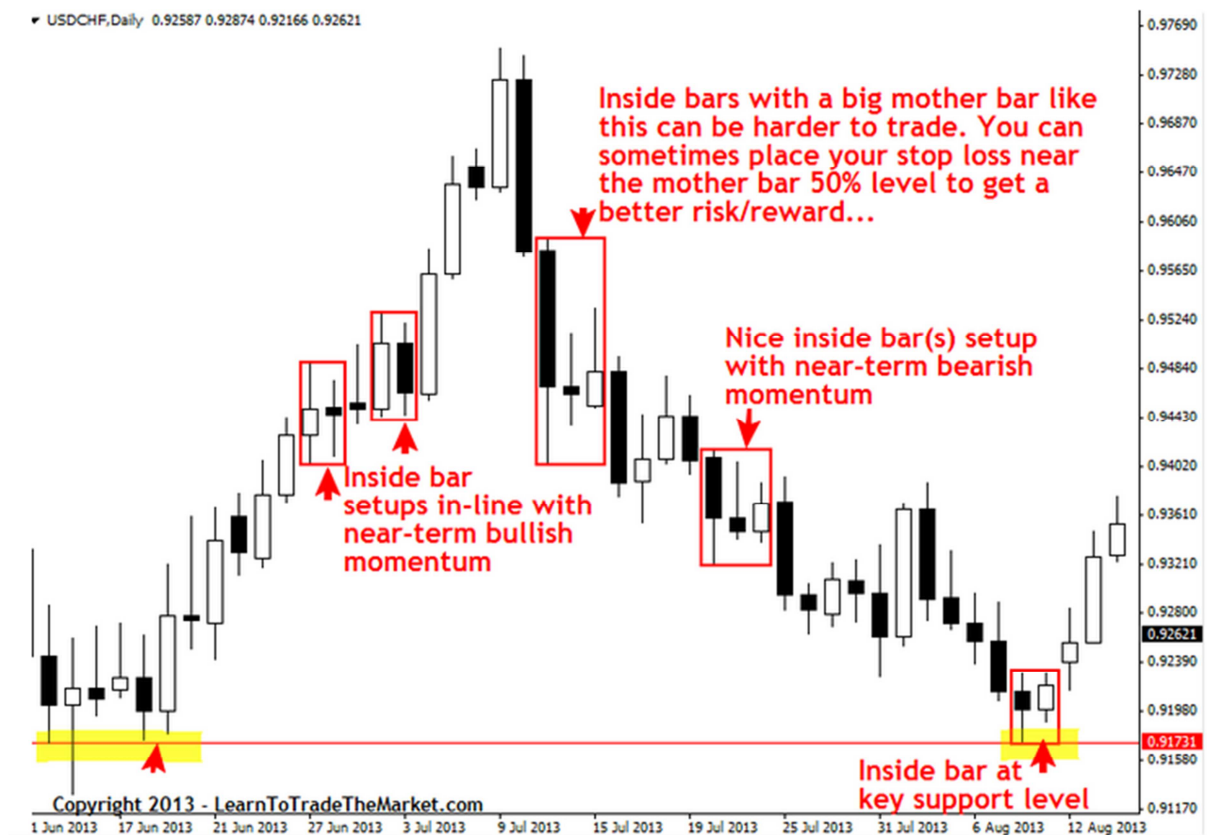 USDCHF,Daily 0.92587 0.92874 0.92166 0.92621
0.97690
0.97280
Inside bars with a big mother bar like
this can be harder to trade. You can
sometimes place your stop loss near
the mother bar 50% level to get a
better risk/reward...
0.96870
0.96470
0.96060
0.95650
0.95240
Nice inside bar(s) setup
with near-term bearish
momentum
0.94840
0.94430
0.94020
Inside bar
setups in-line with
near-term bullish
momentum
0.93610
0.93210
0.92800
0.92621
0.92390
0.91980
0.91731
0.91580
Inside bar at
key support level
0.91170
Copyright 2013 - LearnToTradeTheMarket.com
1 Jun 2013 17 Jun 2013 21 Jun 2013 27 Jun 2013 3 Jul 2013 9 Jul 2013 15 Jul 2013 19 Jul 2013 25 Jul 2013 31 Jul 2013 6 Aug 2013 12 Aug 2013